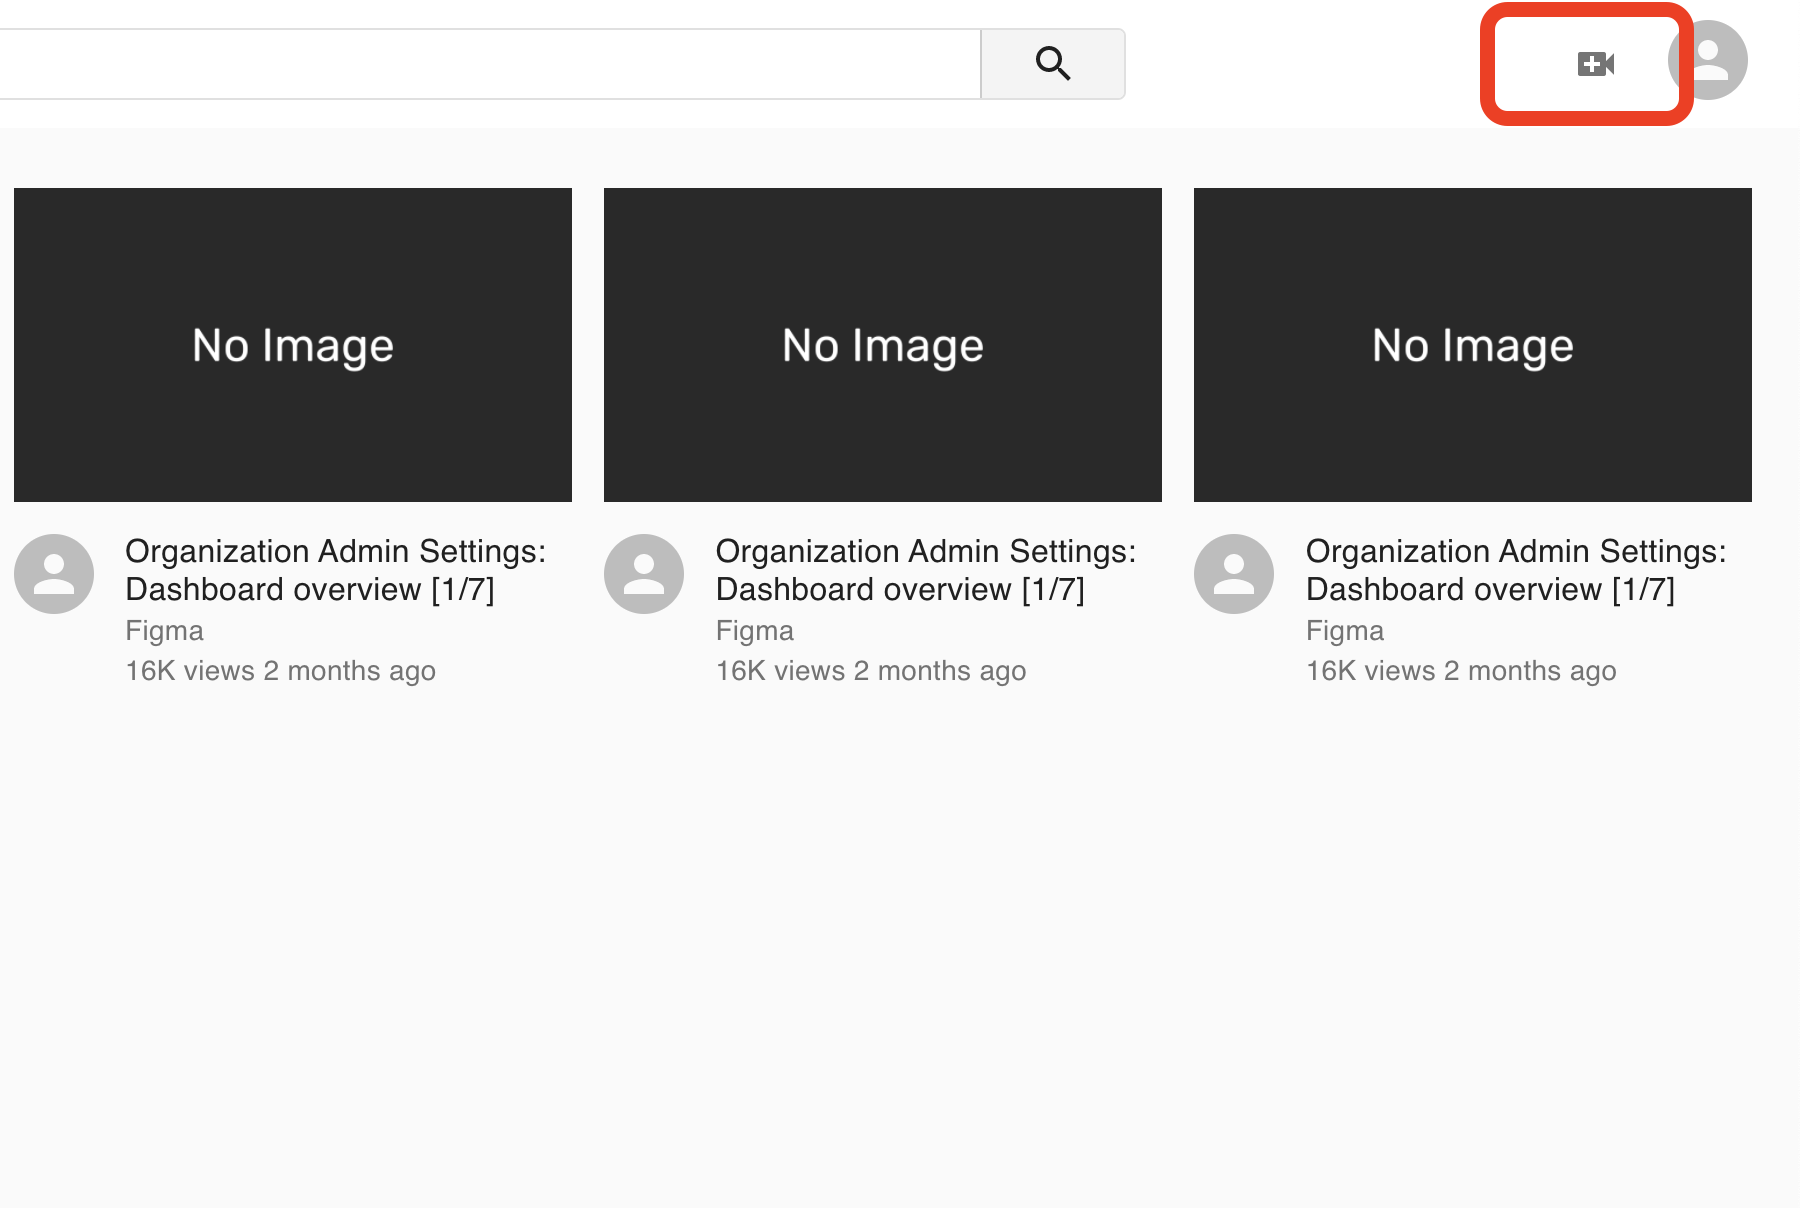 No Image
No Image
No Image
Organization Admin Settings:
Dashboard overview [1/7]
Figma
16K views 2 months ago
Organization Admin Settings:
Dashboard overview [1/7]
Figma
16K views 2 months ago
Organization Admin Settings:
Dashboard overview [1/7]
Figma
16K views 2 months ago